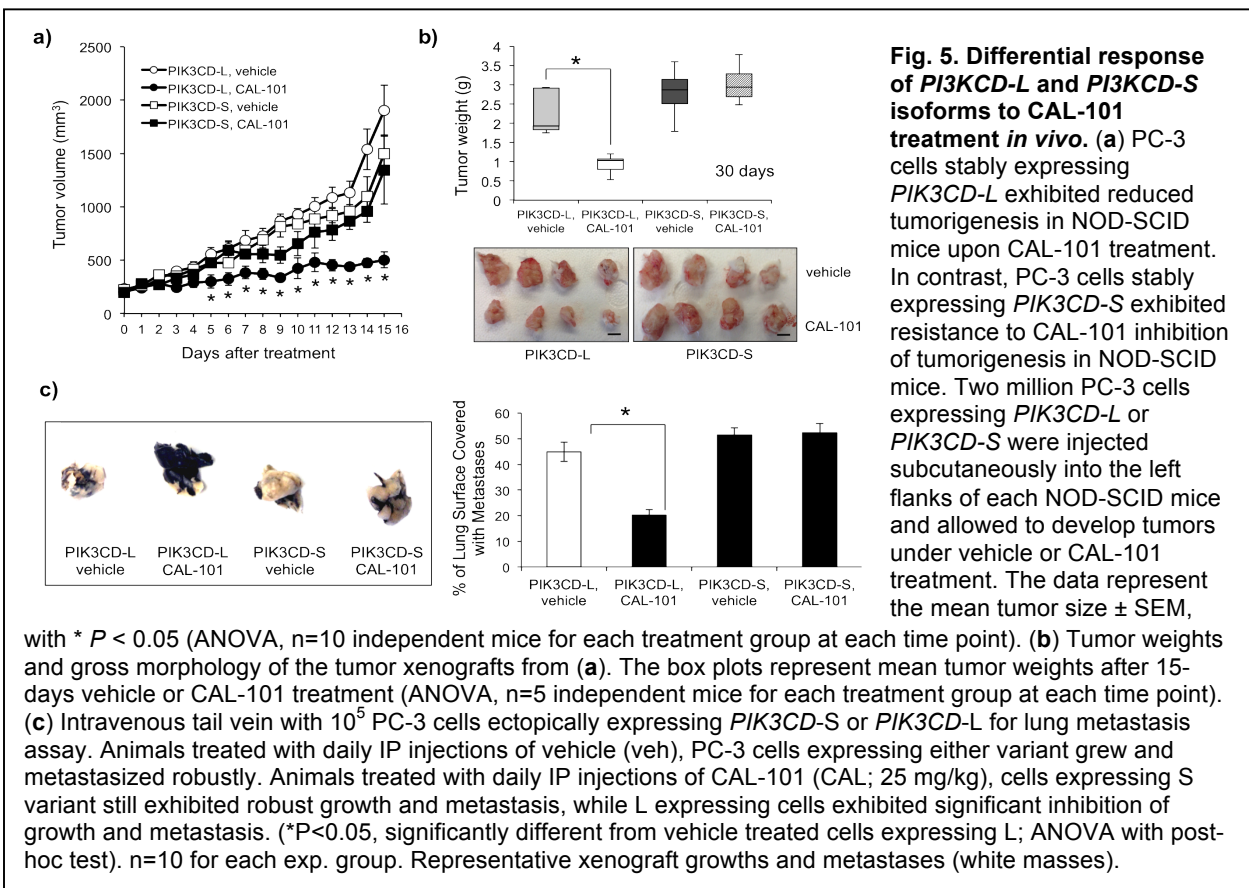 a)
2500
2000
1500
1000
500
0
Tumor volume (mm³)
PIK3CD-L, vehicle
PIK3CD-L, CAL-101
PIK3CD-S, vehicle
PIK3CD-S, CAL-101
* * * * * * * * * * *
0 1 2 3 4 5 6 7 8 9 10 11 12 13 14 15 16
Days after treatment
b)
4
3.5
3
2.5
2
1.5
1
0.5
0
Tumor weight (g)
*
30 days
PIK3CD-L, vehicle
PIK3CD-L, CAL-101
PIK3CD-S, vehicle
PIK3CD-S, CAL-101
vehicle
CAL-101
PIK3CD-L
PIK3CD-S
c)
PIK3CD-L vehicle
PIK3CD-L CAL-101
PIK3CD-S vehicle
PIK3CD-S CAL-101
60
50
40
30
20
10
0
% of Lung Surface Covered
with Metastases
*
PIK3CD-L, vehicle
PIK3CD-L, CAL-101
PIK3CD-S, vehicle
PIK3CD-S, CAL-101
Fig. 5. Differential response
of PI3KCD-L and PI3KCD-S
isoforms to CAL-101
treatment in vivo. (a) PC-3
cells stably expressing
PIK3CD-L exhibited reduced
tumorigenesis in NOD-SCID
mice upon CAL-101 treatment.
In contrast, PC-3 cells stably
expressing PIK3CD-S exhibited
resistance to CAL-101 inhibition
of tumorigenesis in NOD-SCID
mice. Two million PC-3 cells
expressing PIK3CD-L or
PIK3CD-S were injected
subcutaneously into the left
flanks of each NOD-SCID mice
and allowed to develop tumors
under vehicle or CAL-101
treatment. The data represent
the mean tumor size ± SEM,
with * P < 0.05 (ANOVA, n=10 independent mice for each treatment group at each time point). (b) Tumor weights
and gross morphology of the tumor xenografts from (a). The box plots represent mean tumor weights after 15-
days vehicle or CAL-101 treatment (ANOVA, n=5 independent mice for each treatment group at each time point).
(c) Intravenous tail vein with 10⁵ PC-3 cells ectopically expressing PIK3CD-S or PIK3CD-L for lung metastasis
assay. Animals treated with daily IP injections of vehicle (veh), PC-3 cells expressing either variant grew and
metastasized robustly. Animals treated with daily IP injections of CAL-101 (CAL; 25 mg/kg), cells expressing S
variant still exhibited robust growth and metastasis, while L expressing cells exhibited significant inhibition of
growth and metastasis. (*P<0.05, significantly different from vehicle treated cells expressing L; ANOVA with post-
hoc test). n=10 for each exp. group. Representative xenograft growths and metastases (white masses).